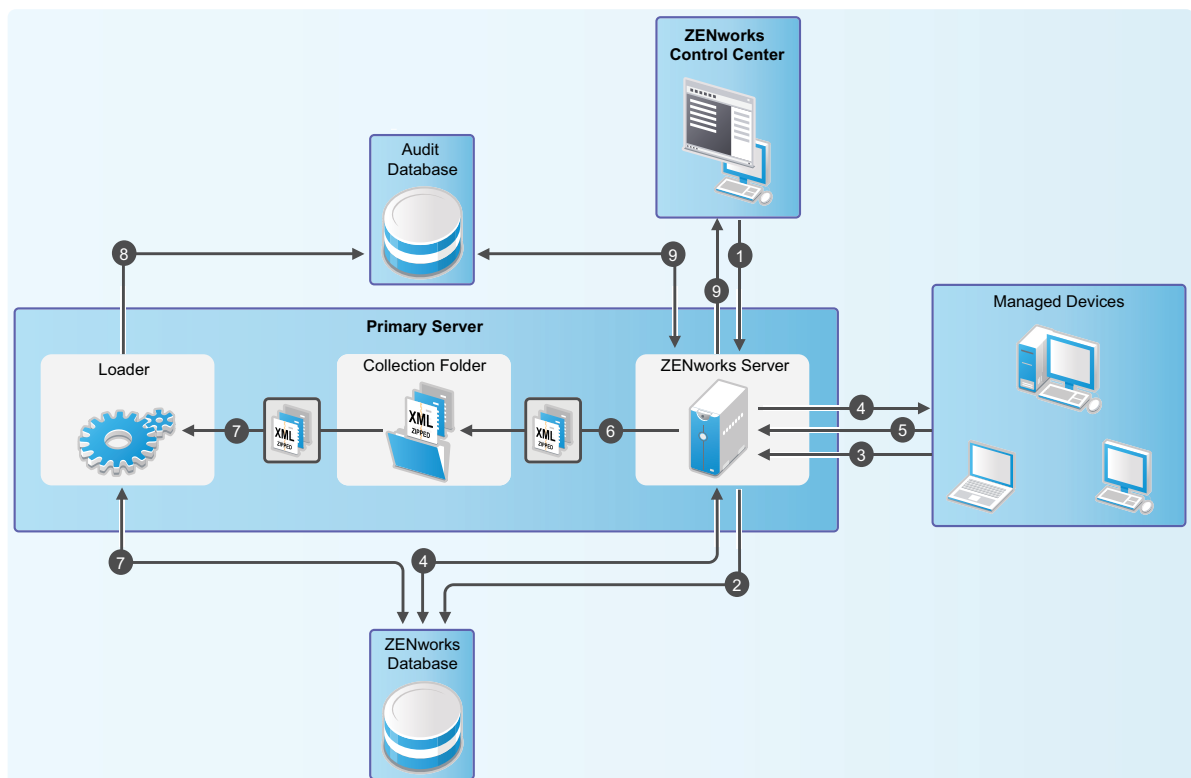 ZENworks
Control Center
Audit
Database
8
9
1
9
Managed Devices
Primary Server
Loader
Collection Folder
ZENworks Server
XML
ZIPPED
4
7
XML
ZIPPED
XML
ZIPPED
6
5
3
7
4
2
ZENworks
Database